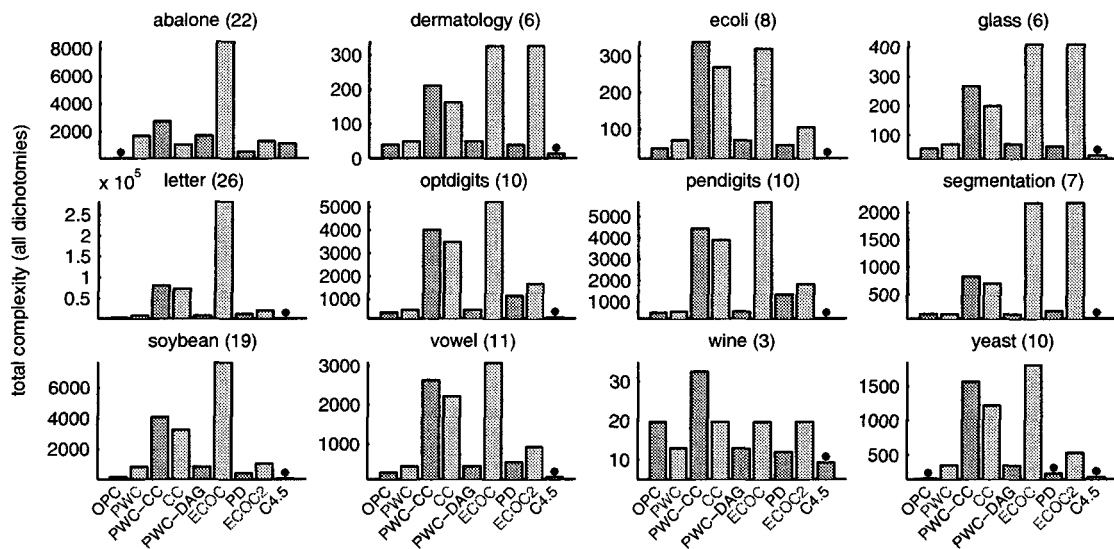 total complexity (all dichotomies)
abalone (22)
8000
6000
4000
2000
dermatology (6)
300
200
100
0
ecoli (8)
300
200
100
glass (6)
400
300
200
100
letter (26)
x 10^5
2.5
2
1.5
1
0.5
optdigits (10)
5000
4000
3000
2000
1000
pendigits (10)
5000
4000
3000
2000
1000
segmentation (7)
2000
1500
1000
500
soybean (19)
6000
4000
2000
vowel (11)
3000
2000
1000
wine (3)
30
20
10
yeast (10)
1500
1000
500
OPC
PWC
PWC-CC
CC
PWC-DAG
ECOC
PD
ECOC2
C4.5
OPC
PWC
PWC-CC
CC
PWC-DAG
ECOC
PD
ECOC2
C4.5
OPC
PWC
PWC-CC
CC
PWC-DAG
ECOC
PD
ECOC2
C4.5
OPC
PWC
PWC-CC
CC
PWC-DAG
ECOC
PD
ECOC2
C4.5